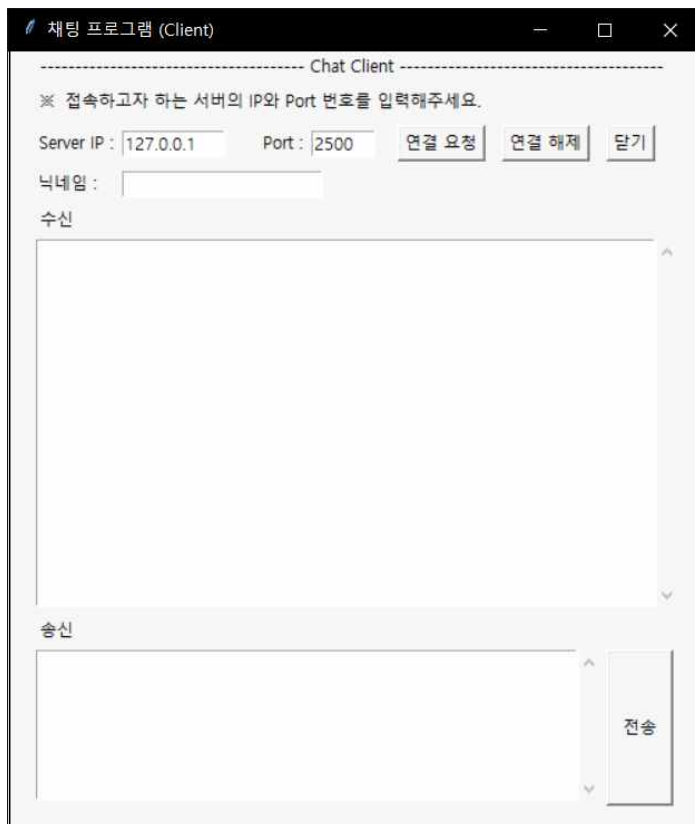 채팅 프로그램 (Client)
-------------------------------------- Chat Client --------------------------------------
※ 접속하고자 하는 서버의 IP와 Port 번호를 입력해주세요.
Server IP : 127.0.0.1 Port : 2500 연결 요청 연결 해제 닫기
닉네임 :
수신
송신
전송